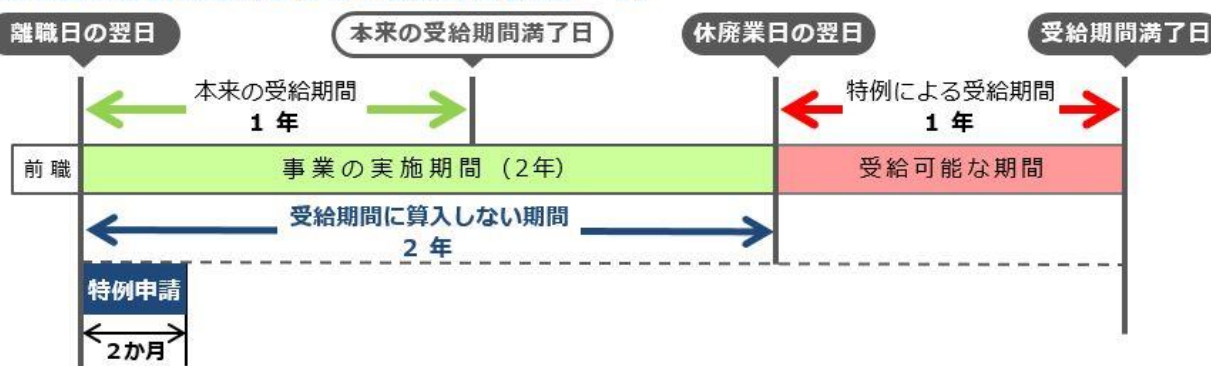 離職日の翌日
本来の受給期間満了日
休廃業日の翌日
受給期間満了日
本来の受給期間
1 年
特例による受給期間
1 年
前職
事業の実施期間 (2年)
受給可能な期間
受給期間に算入しない期間
2 年
特例申請
2か月